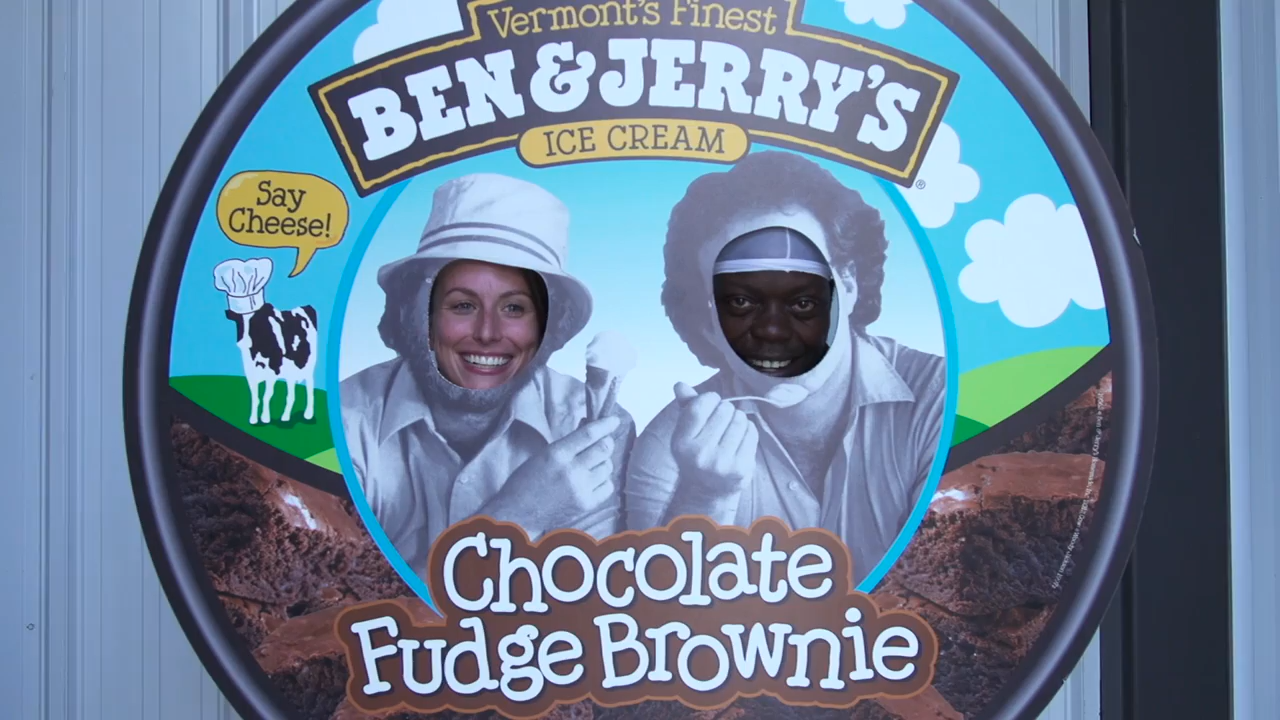 Vermont's Finest
BEN & JERRY'S
®
ICE CREAM
Say
Cheese!
Chocolate
Fudge Brownie